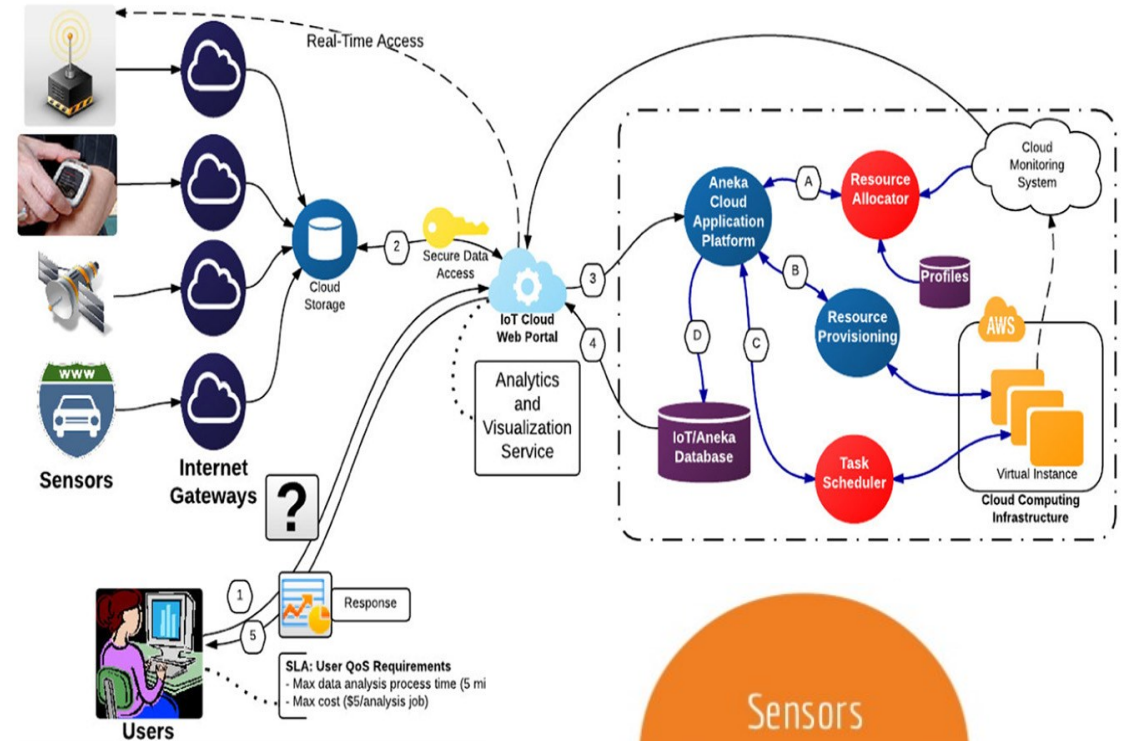 Real-Time Access
Cloud
Monitoring
System
Aneka
Cloud
Application
Platform
A
Resource
Allocator
B
Profiles
2
Secure Data
Access
Cloud
Storage
3
IoT Cloud
Web Portal
4
D
C
Resource
Provisioning
AWS
WWW
Analytics
and
Visualization
Service
IoT/Aneka
Database
Task
Scheduler
Virtual Instance
Cloud Computing
Infrastructure
Sensors
Internet
Gateways
?
1
5
Response
SLA: User QoS Requirements
- Max data analysis process time (5 mi
- Max cost ($5/analysis job)
Users
Sensors